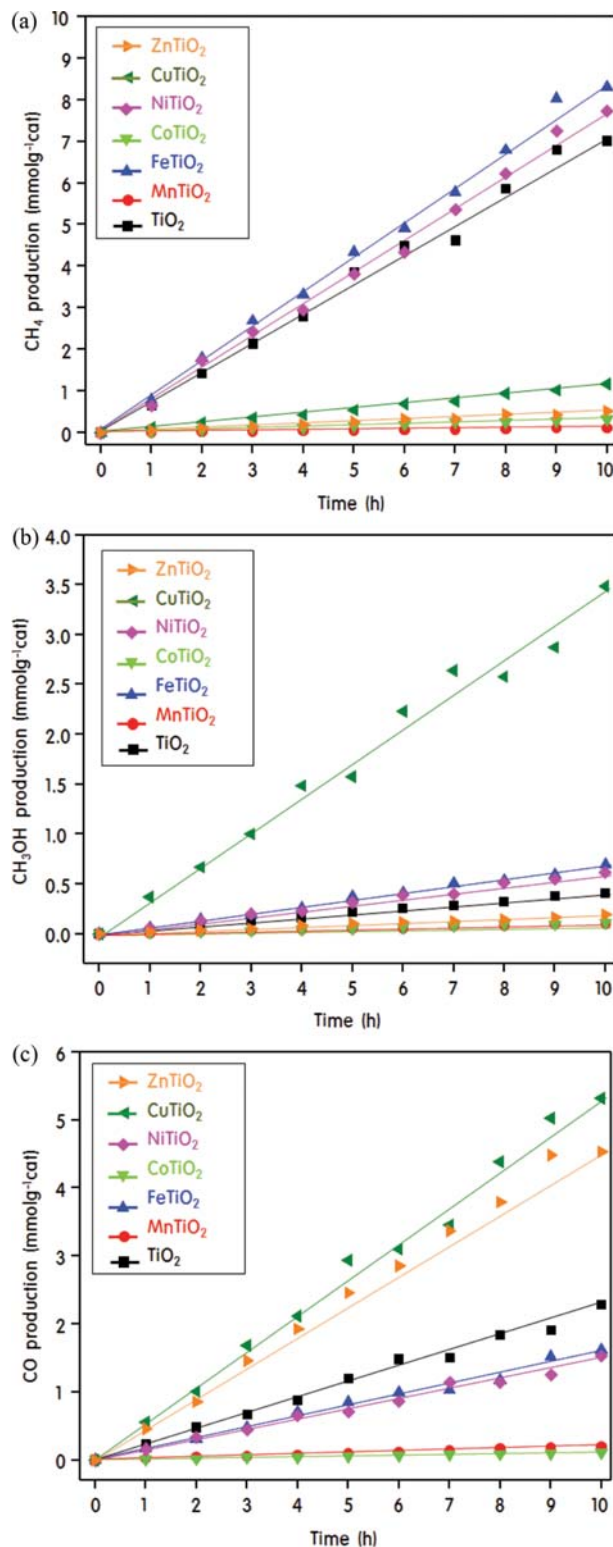 (a)
10
9
8
7
6
5
4
3
2
1
0
CH₄ production (mmolg⁻¹cat)
ZnTiO₂
CuTiO₂
NiTiO₂
CoTiO₂
FeTiO₂
MnTiO₂
TiO₂
0 1 2 3 4 5 6 7 8 9 10
Time (h)
(b)
4.0
3.5
3.0
2.5
2.0
1.5
1.0
0.5
0.0
CH₃OH production (mmolg⁻¹cat)
ZnTiO₂
CuTiO₂
NiTiO₂
CoTiO₂
FeTiO₂
MnTiO₂
TiO₂
0 1 2 3 4 5 6 7 8 9 10
Time (h)
(c)
6
5
4
3
2
1
0
CO production (mmolg⁻¹cat)
ZnTiO₂
CuTiO₂
NiTiO₂
CoTiO₂
FeTiO₂
MnTiO₂
TiO₂
0 1 2 3 4 5 6 7 8 9 10
Time (h)